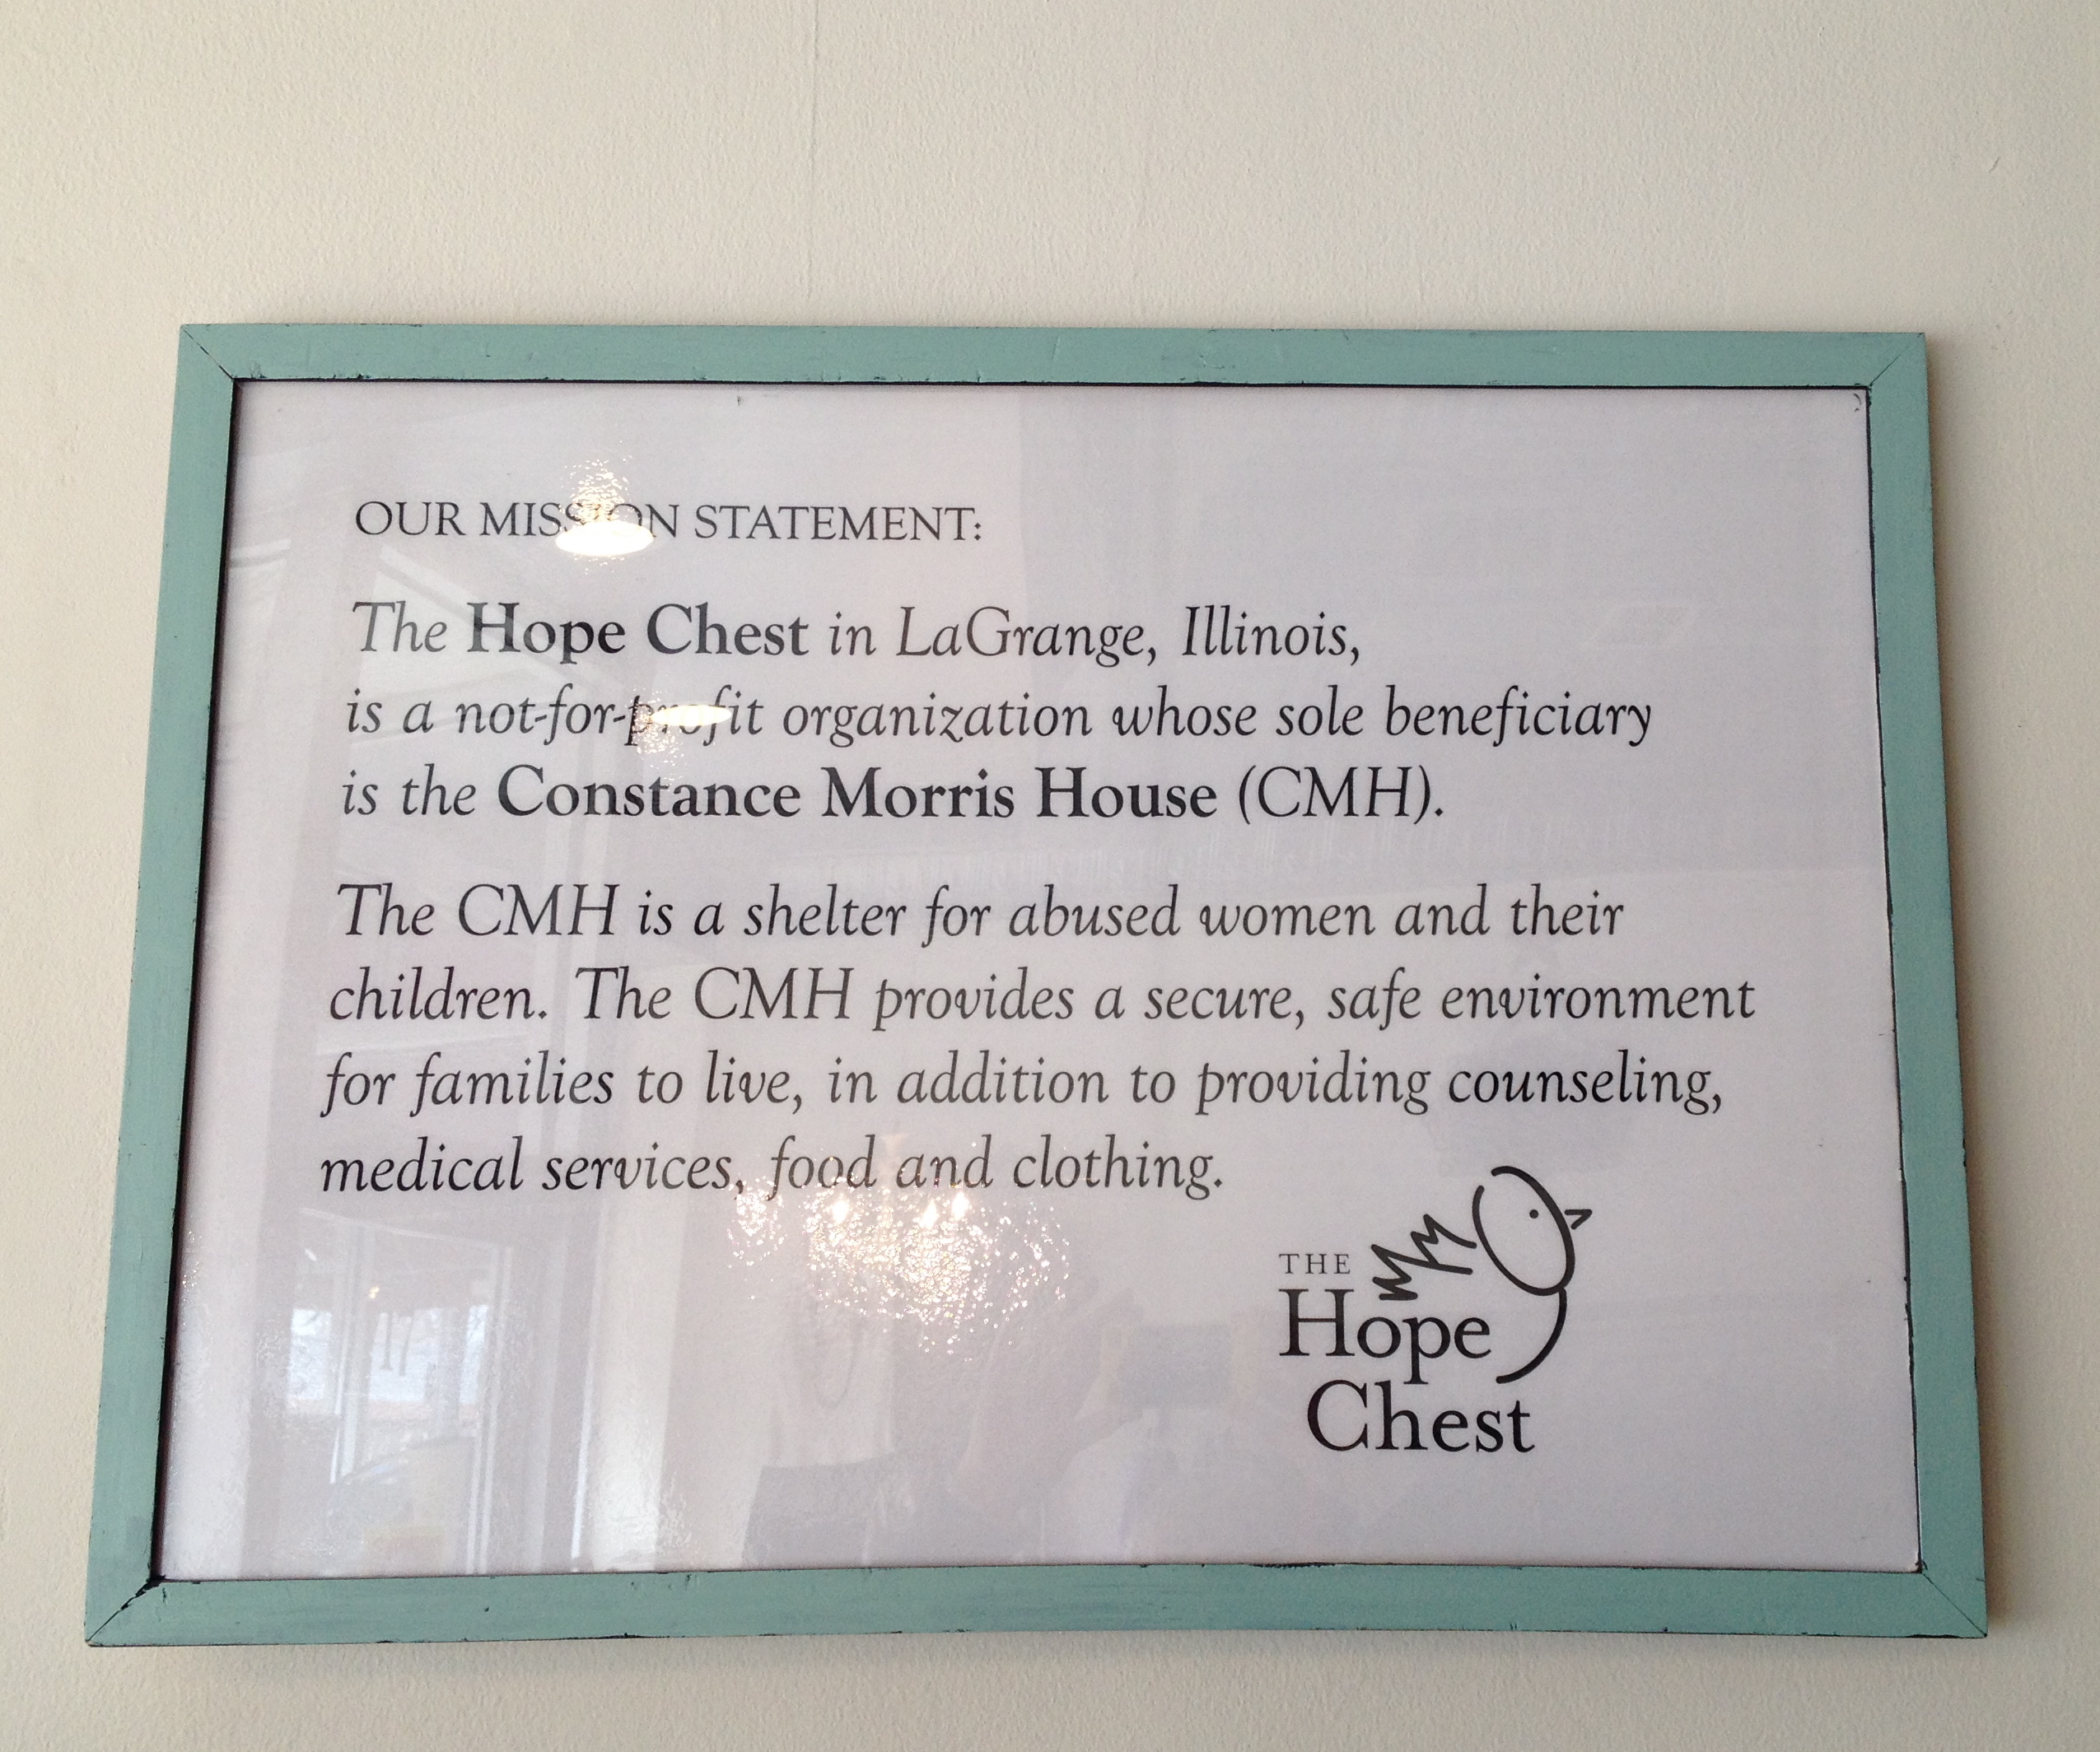 OUR MISSION STATEMENT:
The Hope Chest in LaGrange, Illinois,
is a not-for-profit organization whose sole beneficiary
is the Constance Morris House (CMH).
The CMH is a shelter for abused women and their
children. The CMH provides a secure, safe environment
for families to live, in addition to providing counseling,
medical services, food and clothing.
THE
Hope
Chest